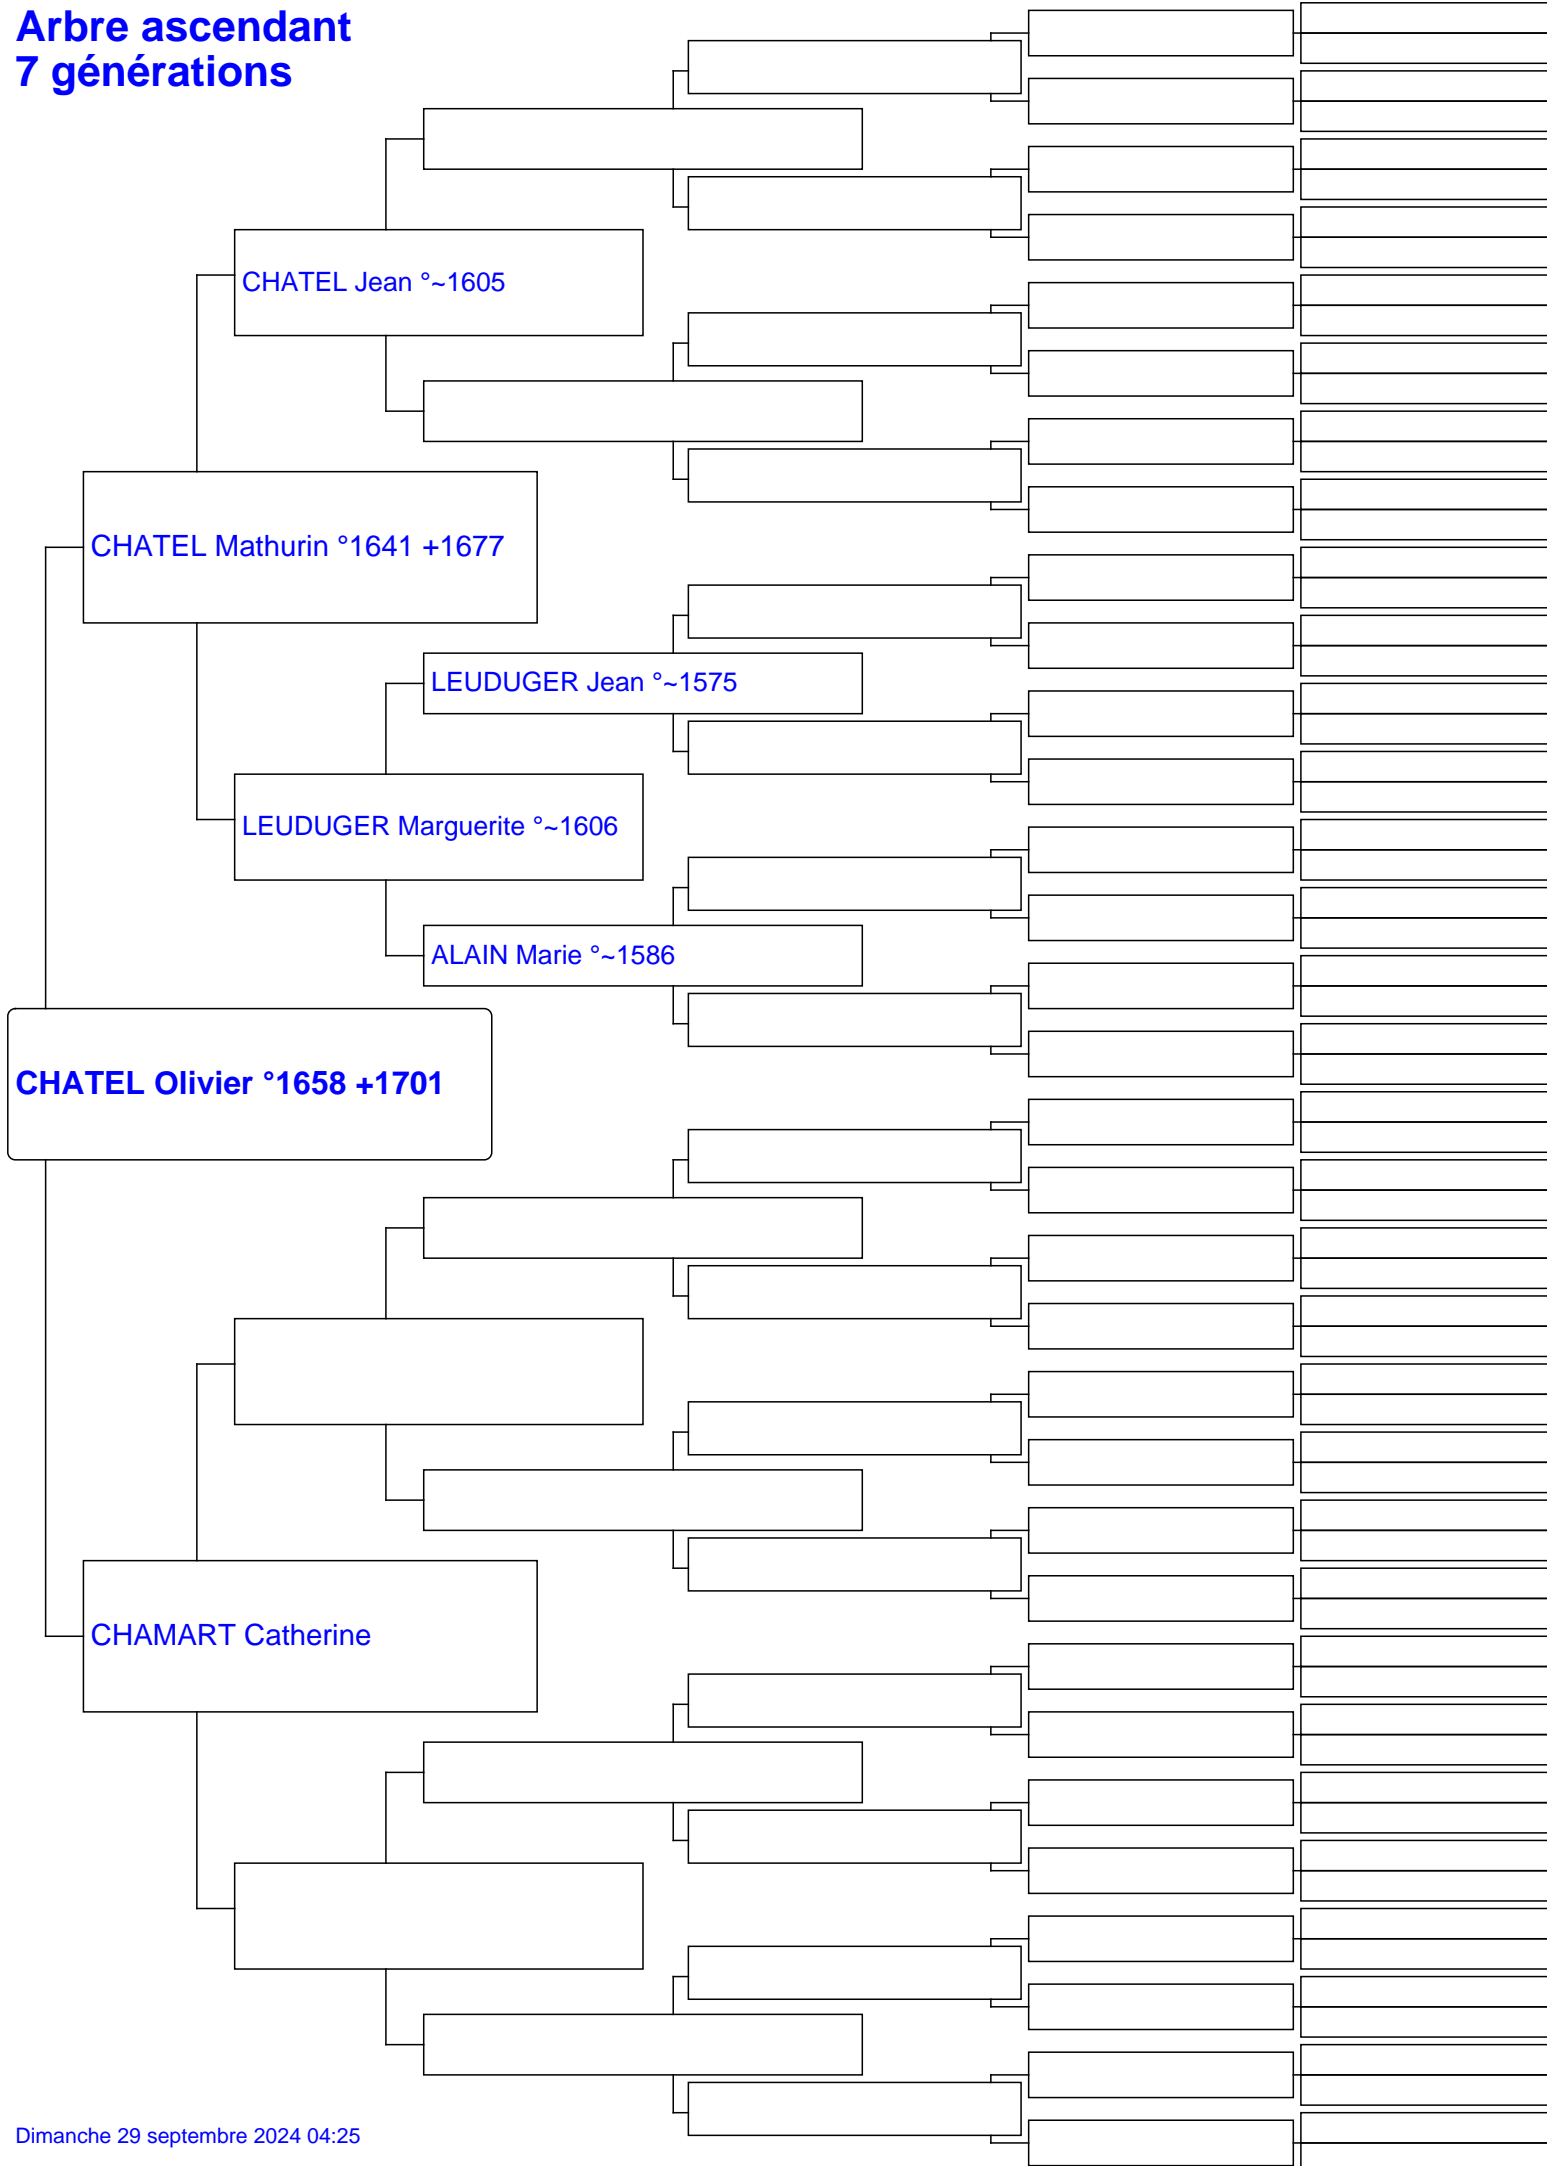 Arbre ascendant
7 générations
CHATEL Jean °~1605
CHATEL Mathurin °1641 +1677
LEUDUGER Jean °~1575
LEUDUGER Marguerite °~1606
ALAIN Marie °~1586
CHATEL Olivier °1658 +1701
CHAMART Catherine
Dimanche 29 septembre 2024 04:25